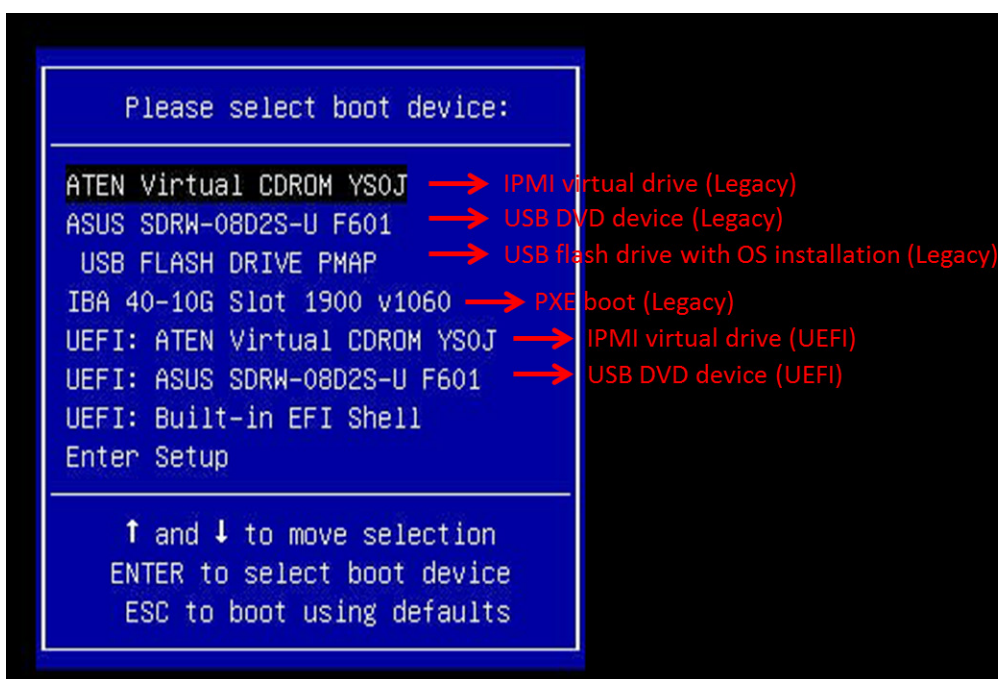 Please select boot device:
ATEN Virtual CDROM YS0J → IPMI virtual drive (Legacy)
ASUS SDRW-08D2S-U F601 → USB DVD device (Legacy)
USB FLASH DRIVE PMAP → USB flash drive with OS installation (Legacy)
IBA 40-10G Slot 1900 v1060 → PXE boot (Legacy)
UEFI: ATEN Virtual CDROM YS0J → IPMI virtual drive (UEFI)
UEFI: ASUS SDRW-08D2S-U F601 → USB DVD device (UEFI)
UEFI: Built-in EFI Shell
Enter Setup
↑ and ↓ to move selection
ENTER to select boot device
ESC to boot using defaults